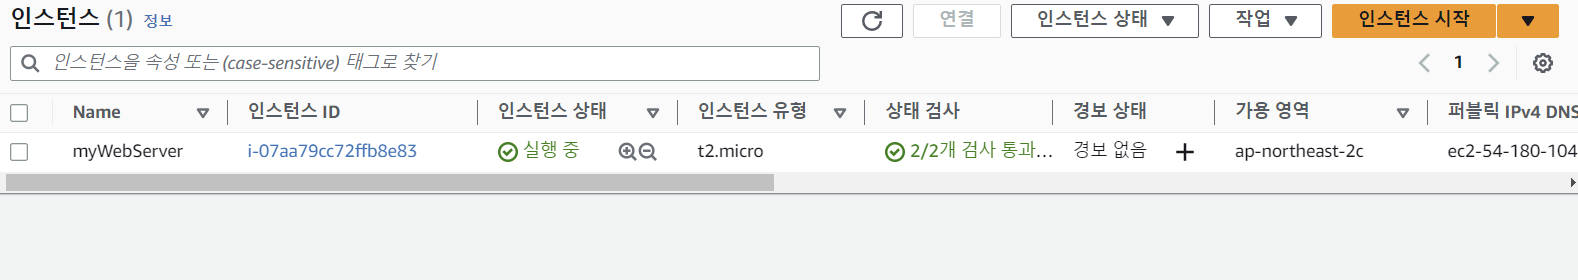 인스턴스 (1) 정보 연결 인스턴스 상태 작업 인스턴스 시작
인스턴스을 속성 또는 (case-sensitive) 태그로 찾기 1
Name 인스턴스 ID 인스턴스 상태 인스턴스 유형 상태 검사 경보 상태 가용 영역 퍼블릭 IPv4 DNS
myWebServer i-07aa79cc72ffb8e83 실행 중 t2.micro 2/2개 검사 통과... 경보 없음 ap-northeast-2c ec2-54-180-104